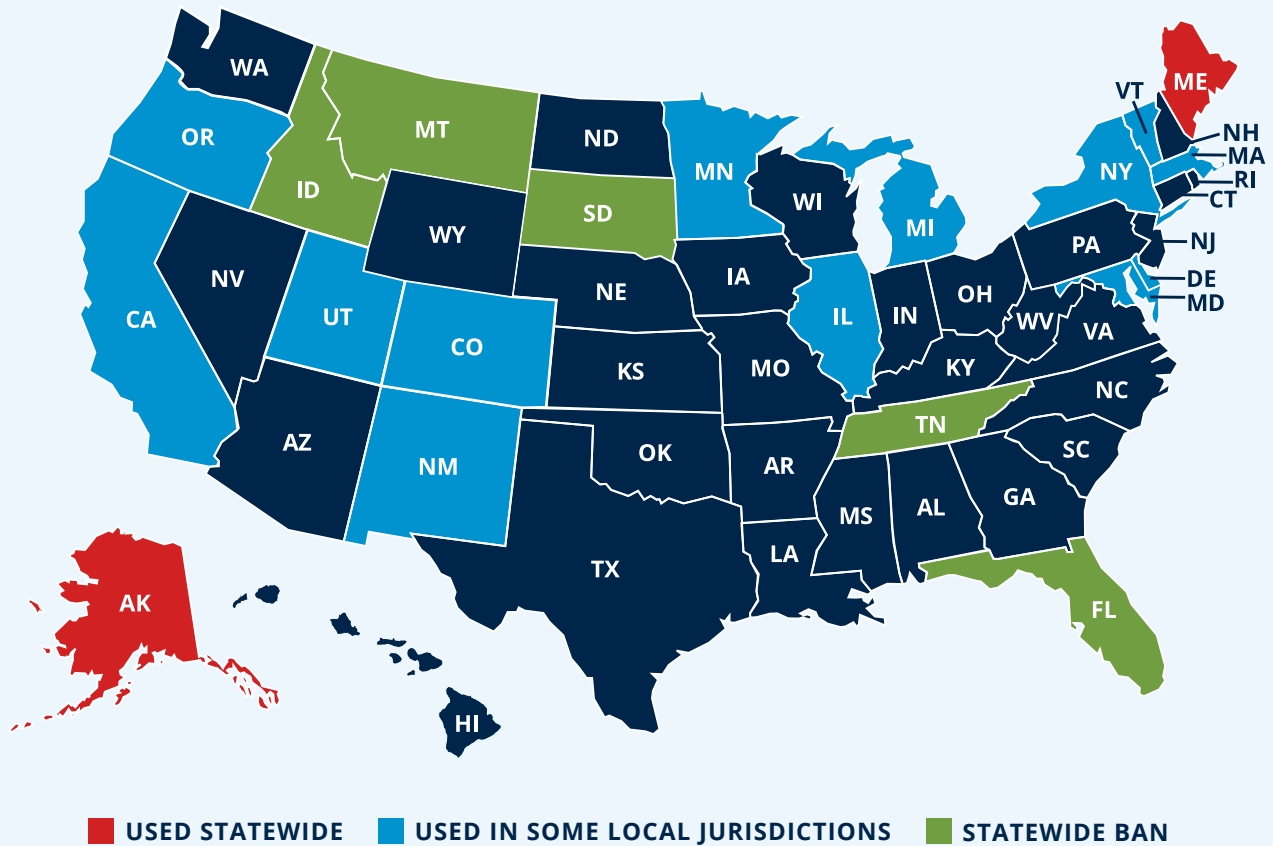 WA
OR
CA
NV
ID
MT
WY
UT
CO
AZ
NM
ND
SD
NE
KS
OK
TX
MN
IA
MO
AR
LA
WI
IL
MI
IN
OH
KY
TN
MS
AL
GA
FL
SC
NC
VA
WV
PA
NY
VT
ME
NH
MA
RI
CT
NJ
DE
MD
AK
HI
USED STATEWIDE
USED IN SOME LOCAL JURISDICTIONS
STATEWIDE BAN